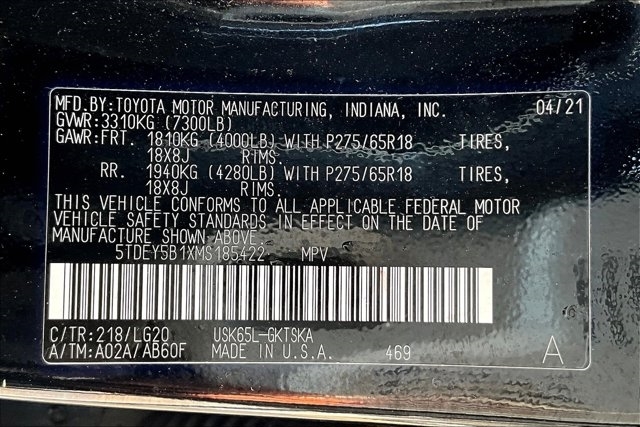 MFD.BY:TOYOTA MOTOR MANUFACTURING, INDIANA, INC. 04/21
GVWR:3310KG (7300LB)
GAWR:FRT. 1810KG (4000LB) WITH P275/65R18 TIRES,
18X8J RIMS.
RR. 1940KG (4280LB) WITH P275/65R18 TIRES,
18X8J RIMS.
THIS VEHICLE CONFORMS TO ALL APPLICABLE FEDERAL MOTOR
VEHICLE SAFETY STANDARDS IN EFFECT ON THE DATE OF
MANUFACTURE SHOWN ABOVE.
5TDEY5B1XMS185422 MPV
C/TR:218/LG20 USK65L-GKTSKA
A/TM:A02A/AB60F MADE IN U.S.A. 469 A